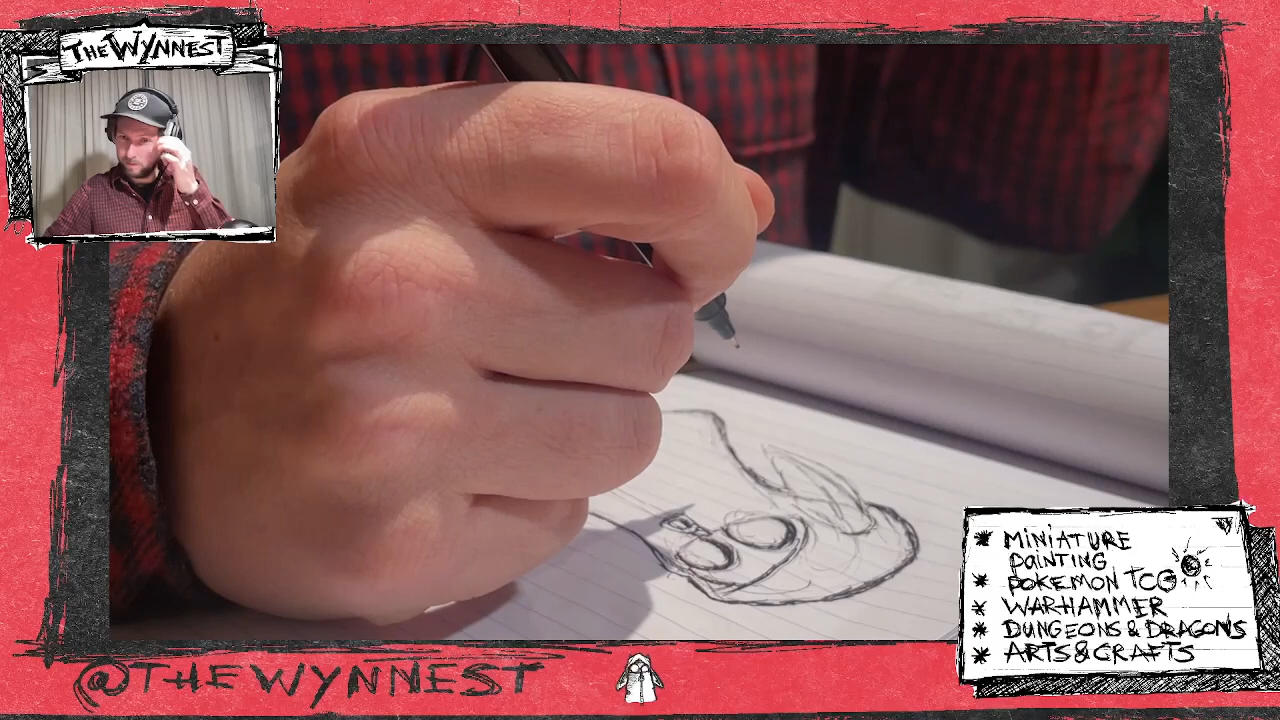 THE WYNNEST
* MINIATURE
PAINTING
* POKEMON TCG
* WARHAMMER
* DUNGEONS & DRAGONS
* ARTS & CRAFTS
@THEWYNNEST